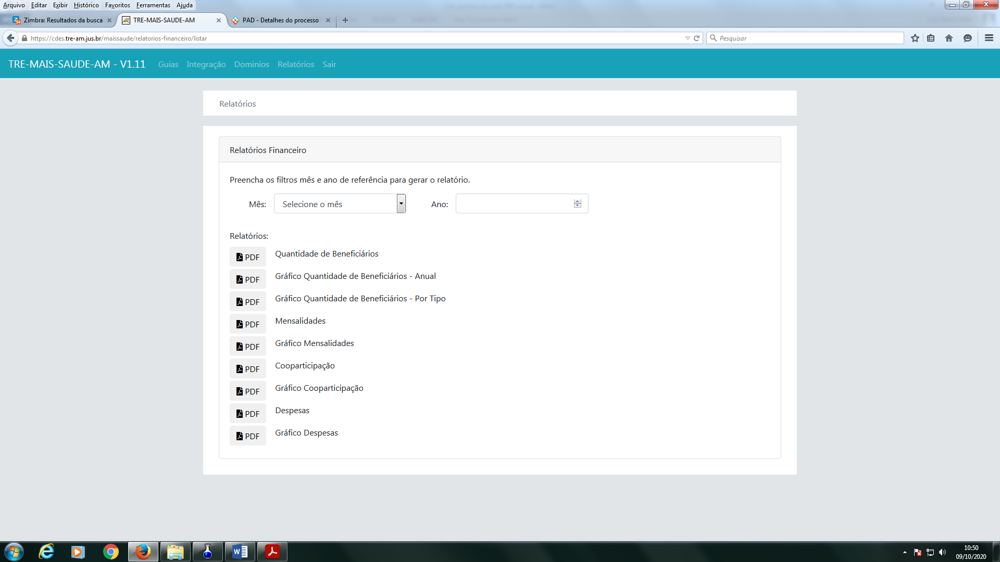 Arquivo Editar Exibir Histórico Favoritos Ferramentas Ajuda
Zimbra: Resultados da busca
TRE-MAIS-SAUDE-AM
PAD - Detalhes do processo
https://cdes.tre-am.jus.br/maissaude/relatorios-financeiro/listar
Pesquisar
TRE-MAIS-SAUDE-AM - V1.11 Guias Integração Dominios Relatórios Sair
Relatórios
Relatórios Financeiro
Preencha os filtros mês e ano de referência para gerar o relatório.
Mês: Selecione o mês Ano:
Relatórios:
PDF Quantidade de Beneficiários
PDF Gráfico Quantidade de Beneficiários - Anual
PDF Gráfico Quantidade de Beneficiários - Por Tipo
PDF Mensalidades
PDF Gráfico Mensalidades
PDF Cooparticipação
PDF Gráfico Cooparticipação
PDF Despesas
PDF Gráfico Despesas
10:50
09/10/2020